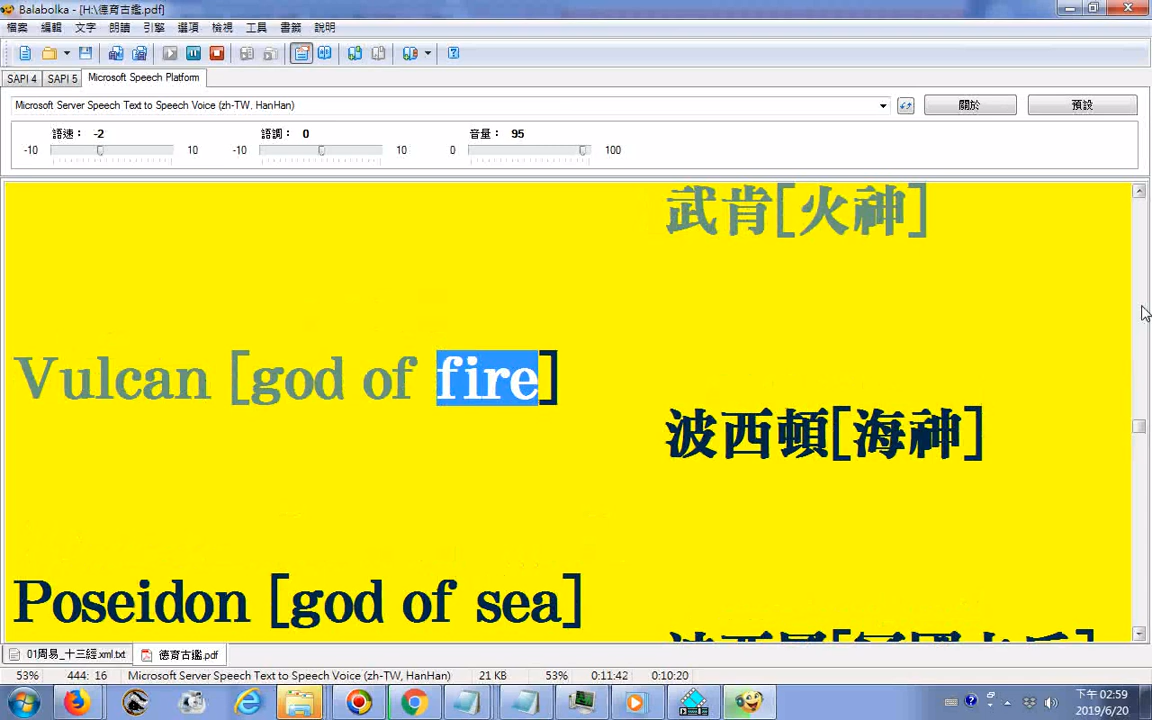 Balabolka - [H:\德育古鑑.pdf]
檔案 編輯 文字 朗讀 引擎 選項 檢視 工具 書籤 說明
SAPI 4 SAPI 5 Microsoft Speech Platform
Microsoft Server Speech Text to Speech Voice (zh-TW, HanHan) 關於 預設
語速： -2 語調： 0 音量： 95
-10 10 -10 10 0 100
武肯[火神]
Vulcan [god of fire]
波西頓[海神]
Poseidon [god of sea]
01周易_十三經.xml.txt 德育古鑑.pdf
53% 444: 16 Microsoft Server Speech Text to Speech Voice (zh-TW, HanHan) 21 KB 53% 0:11:42 0:10:20
下午 02:59
2019/6/20